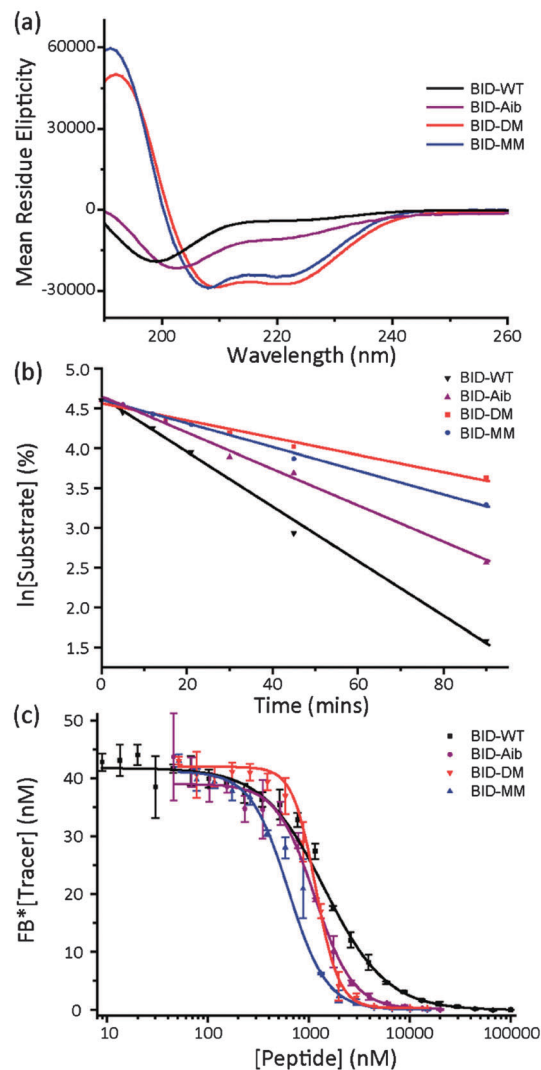 (a)
60000
30000
0
-30000
Mean Residue Elipticity
BID-WT
BID-Aib
BID-DM
BID-MM
200 220 240 260
Wavelength (nm)
(b)
5.0
4.5
4.0
3.5
3.0
2.5
2.0
1.5
ln[Substrate] (%)
BID-WT
BID-Aib
BID-DM
BID-MM
0 20 40 60 80
Time (mins)
(c)
50
40
30
20
10
0
FB*[Tracer] (nM)
BID-WT
BID-Aib
BID-DM
BID-MM
10 100 1000 10000 100000
[Peptide] (nM)